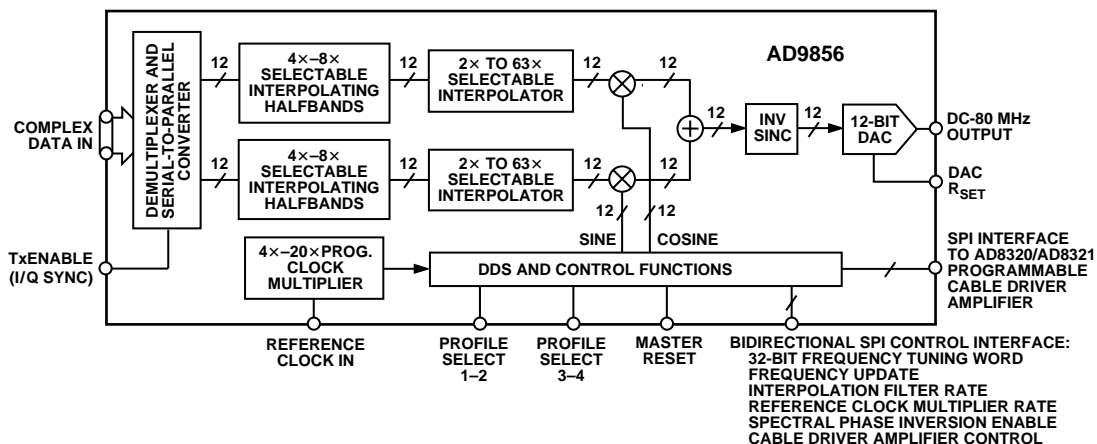 AD9856
COMPLEX
DATA IN
TxENABLE
(I/Q SYNC)
DEMULTIPLEXER AND
SERIAL-TO-PARALLEL
CONVERTER
12
4×–8×
SELECTABLE
INTERPOLATING
HALFBANDS
12
2× TO 63×
SELECTABLE
INTERPOLATOR
12
12
12
INV
SINC
12
12-BIT
DAC
DC-80 MHz
OUTPUT
DAC
RSET
12
4×–8×
SELECTABLE
INTERPOLATING
HALFBANDS
12
2× TO 63×
SELECTABLE
INTERPOLATOR
12
12
12
12
SINE
COSINE
4×–20×PROG.
CLOCK
MULTIPLIER
DDS AND CONTROL FUNCTIONS
SPI INTERFACE
TO AD8320/AD8321
PROGRAMMABLE
CABLE DRIVER
AMPLIFIER
REFERENCE
CLOCK IN
PROFILE
SELECT
1–2
PROFILE
SELECT
3–4
MASTER
RESET
BIDIRECTIONAL SPI CONTROL INTERFACE:
32-BIT FREQUENCY TUNING WORD
FREQUENCY UPDATE
INTERPOLATION FILTER RATE
REFERENCE CLOCK MULTIPLIER RATE
SPECTRAL PHASE INVERSION ENABLE
CABLE DRIVER AMPLIFIER CONTROL